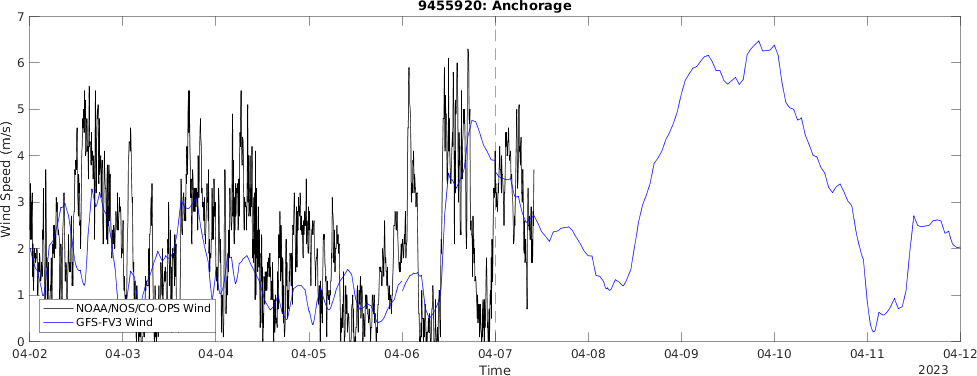 9455920: Anchorage
Wind Speed (m/s)
7
6
5
4
3
2
1
0
NOAA/NOS/CO-OPS Wind
GFS-FV3 Wind
04-02 04-03 04-04 04-05 04-06 04-07 04-08 04-09 04-10 04-11 04-12
Time
2023